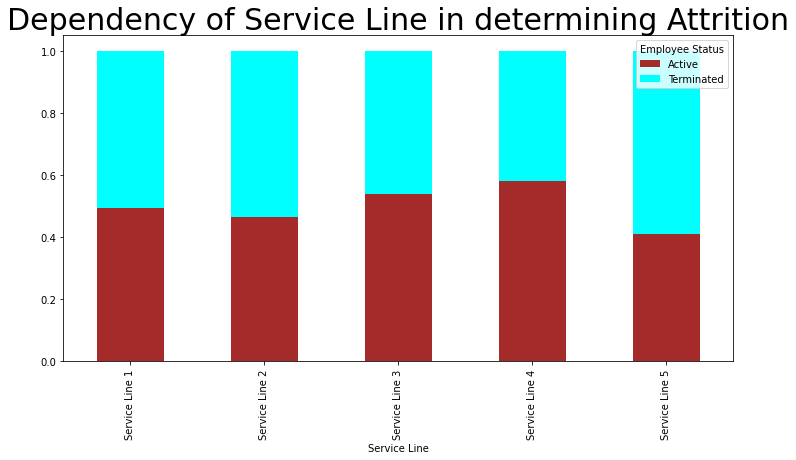 Dependency of Service Line in determining Attrition
Employee Status
Active
Terminated
1.0
0.8
0.6
0.4
0.2
0.0
Service Line 1
Service Line 2
Service Line 3
Service Line 4
Service Line 5
Service Line